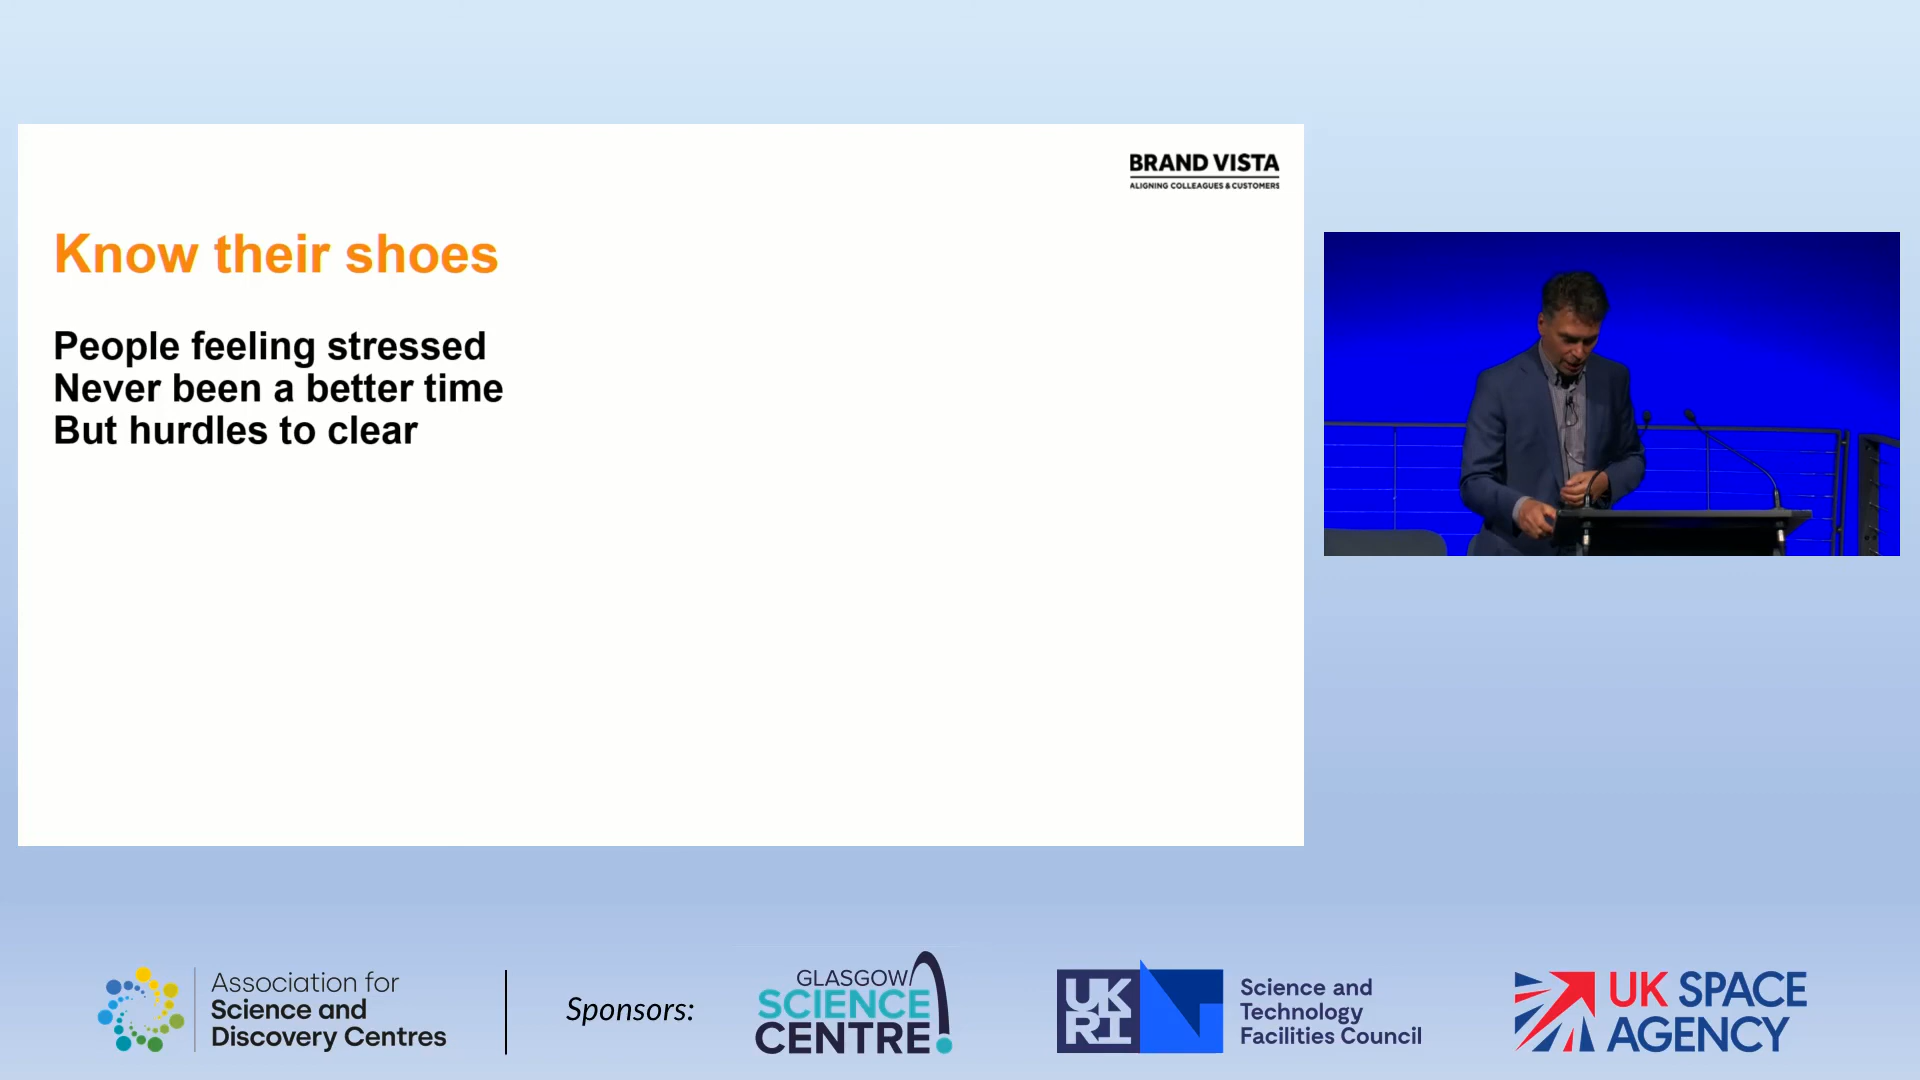 BRAND VISTA
ALIGNING COLLEAGUES & CUSTOMERS
Know their shoes
People feeling stressed
Never been a better time
But hurdles to clear
Association for
Science and
Discovery Centres
Sponsors:
GLASGOW
SCIENCE
CENTRE
UK
RI
Science and
Technology
Facilities Council
UK SPACE
AGENCY